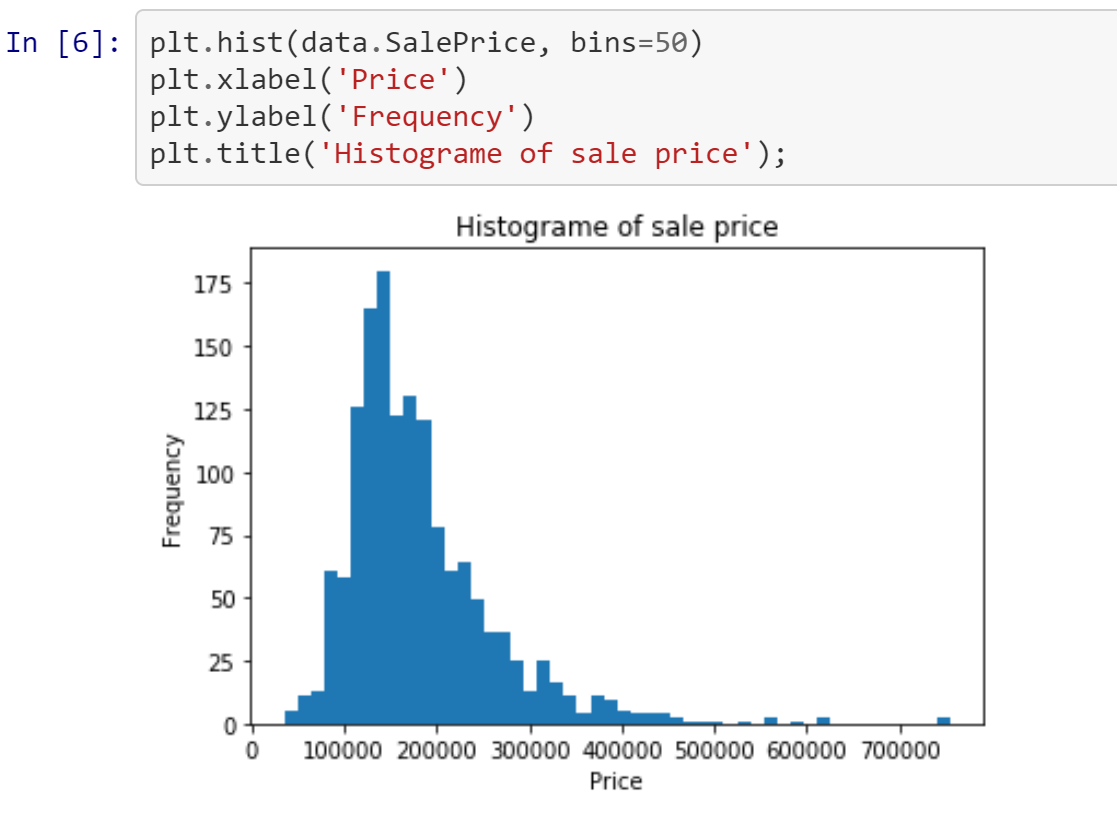 In [6]: plt.hist(data.SalePrice, bins=50)
plt.xlabel('Price')
plt.ylabel('Frequency')
plt.title('Histograme of sale price');
Histograme of sale price
175
150
125
100
75
50
25
0
Frequency
0 100000 200000 300000 400000 500000 600000 700000
Price